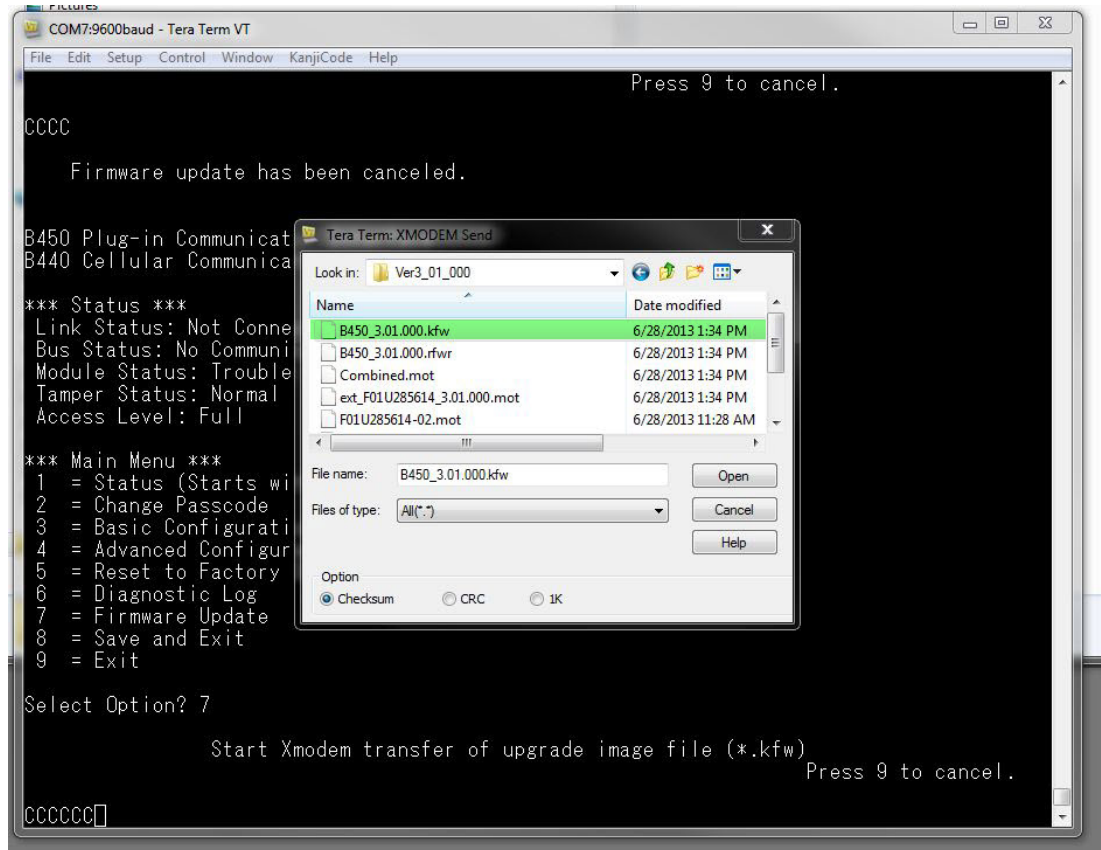 Pictures
COM7:9600baud - Tera Term VT
File Edit Setup Control Window KanjiCode Help
Press 9 to cancel.
CCCC
Firmware update has been canceled.
B450 Plug-in Communicat
B440 Cellular Communica
*** Status ***
Link Status: Not Conne
Bus Status: No Communi
Module Status: Trouble
Tamper Status: Normal
Access Level: Full
*** Main Menu ***
1 = Status (Starts wi
2 = Change Passcode
3 = Basic Configurati
4 = Advanced Configur
5 = Reset to Factory
6 = Diagnostic Log
7 = Firmware Update
8 = Save and Exit
9 = Exit
Select Option? 7
Start Xmodem transfer of upgrade image file (*.kfw)
Press 9 to cancel.
CCCCCC
Tera Term: XMODEM Send
Look in: Ver3_01_000
Name Date modified
B450_3.01.000.kfw 6/28/2013 1:34 PM
B450_3.01.000.rfwr 6/28/2013 1:34 PM
Combined.mot 6/28/2013 1:34 PM
ext_F01U285614_3.01.000.mot 6/28/2013 1:34 PM
F01U285614-02.mot 6/28/2013 11:28 AM
File name: B450_3.01.000.kfw Open
Files of type: All(*.*) Cancel
Help
Option
Checksum CRC 1K